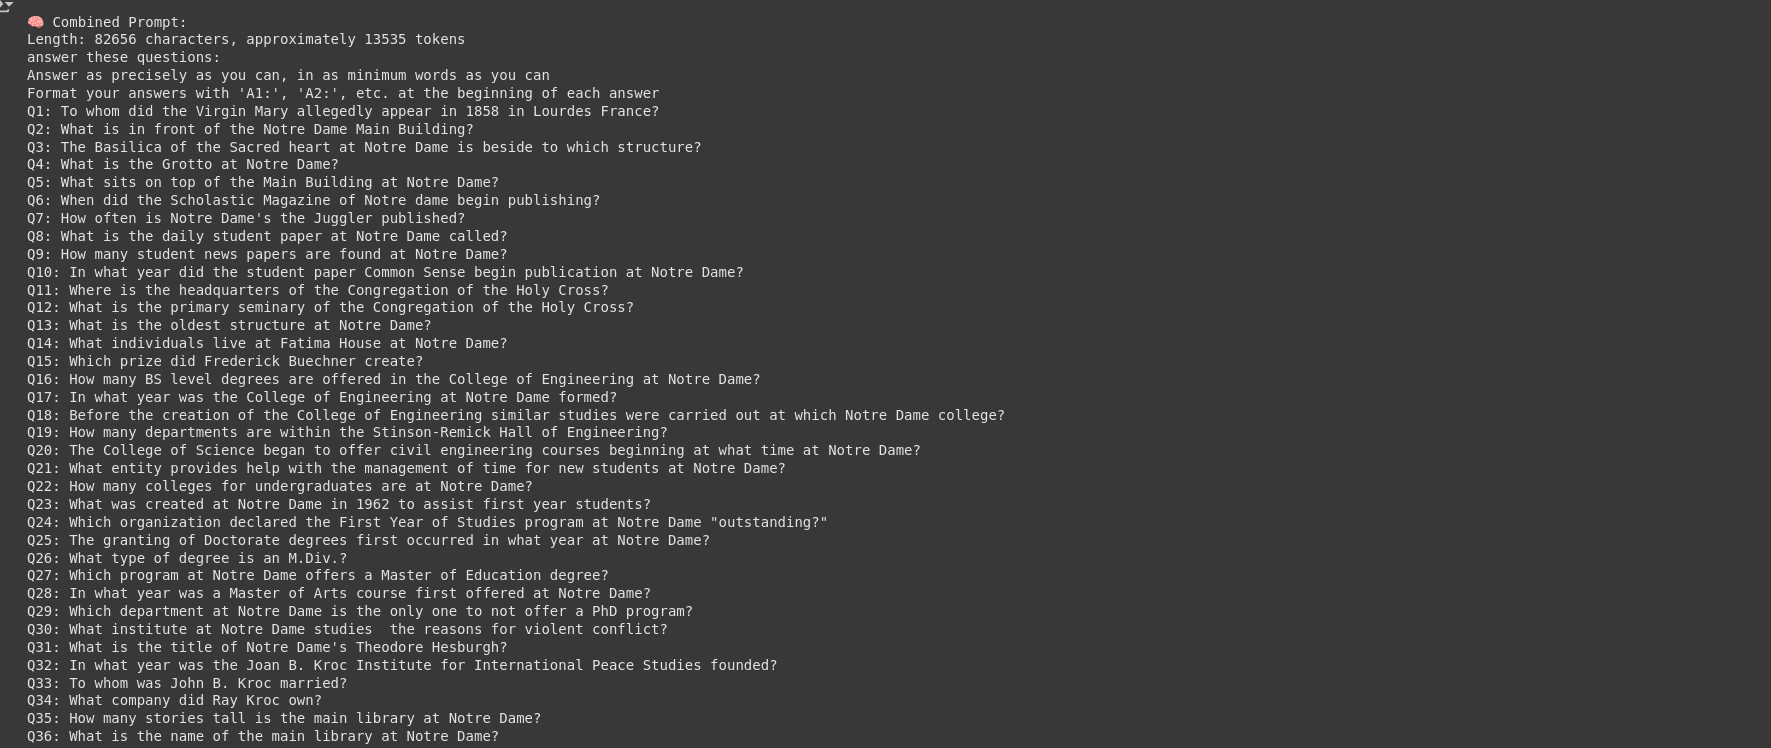 🧠 Combined Prompt:
Length: 82656 characters, approximately 13535 tokens
answer these questions:
Answer as precisely as you can, in as minimum words as you can
Format your answers with 'A1:', 'A2:', etc. at the beginning of each answer
Q1: To whom did the Virgin Mary allegedly appear in 1858 in Lourdes France?
Q2: What is in front of the Notre Dame Main Building?
Q3: The Basilica of the Sacred heart at Notre Dame is beside to which structure?
Q4: What is the Grotto at Notre Dame?
Q5: What sits on top of the Main Building at Notre Dame?
Q6: When did the Scholastic Magazine of Notre dame begin publishing?
Q7: How often is Notre Dame's the Juggler published?
Q8: What is the daily student paper at Notre Dame called?
Q9: How many student news papers are found at Notre Dame?
Q10: In what year did the student paper Common Sense begin publication at Notre Dame?
Q11: Where is the headquarters of the Congregation of the Holy Cross?
Q12: What is the primary seminary of the Congregation of the Holy Cross?
Q13: What is the oldest structure at Notre Dame?
Q14: What individuals live at Fatima House at Notre Dame?
Q15: Which prize did Frederick Buechner create?
Q16: How many BS level degrees are offered in the College of Engineering at Notre Dame?
Q17: In what year was the College of Engineering at Notre Dame formed?
Q18: Before the creation of the College of Engineering similar studies were carried out at which Notre Dame college?
Q19: How many departments are within the Stinson-Remick Hall of Engineering?
Q20: The College of Science began to offer civil engineering courses beginning at what time at Notre Dame?
Q21: What entity provides help with the management of time for new students at Notre Dame?
Q22: How many colleges for undergraduates are at Notre Dame?
Q23: What was created at Notre Dame in 1962 to assist first year students?
Q24: Which organization declared the First Year of Studies program at Notre Dame "outstanding?"
Q25: The granting of Doctorate degrees first occurred in what year at Notre Dame?
Q26: What type of degree is an M.Div.?
Q27: Which program at Notre Dame offers a Master of Education degree?
Q28: In what year was a Master of Arts course first offered at Notre Dame?
Q29: Which department at Notre Dame is the only one to not offer a PhD program?
Q30: What institute at Notre Dame studies  the reasons for violent conflict?
Q31: What is the title of Notre Dame's Theodore Hesburgh?
Q32: In what year was the Joan B. Kroc Institute for International Peace Studies founded?
Q33: To whom was John B. Kroc married?
Q34: What company did Ray Kroc own?
Q35: How many stories tall is the main library at Notre Dame?
Q36: What is the name of the main library at Notre Dame?